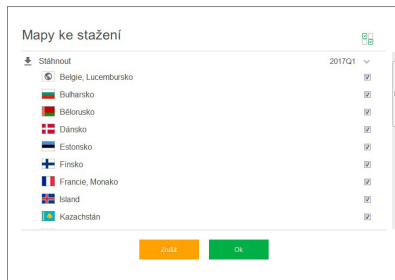 Mapy ke stažení
Stáhnout 2017Q1
Belgie, Lucembursko
Bulharsko
Bělorusko
Dánsko
Estonsko
Finsko
Francie, Monako
Island
Kazachstán
Zrušit Ok